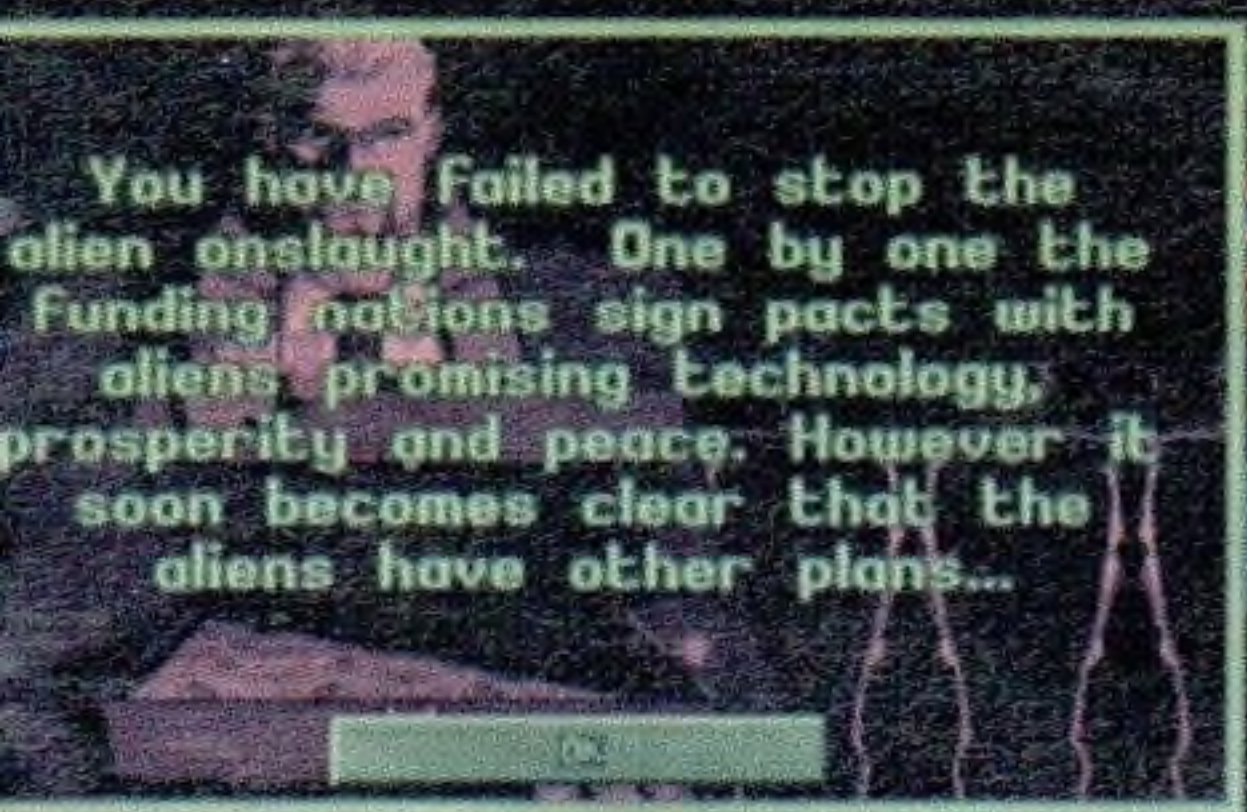 You have failed to stop the
alien onslaught. One by one the
funding nations sign pacts with
aliens promising technology,
prosperity and peace. However it
soon becomes clear that the
aliens have other plans...
OK